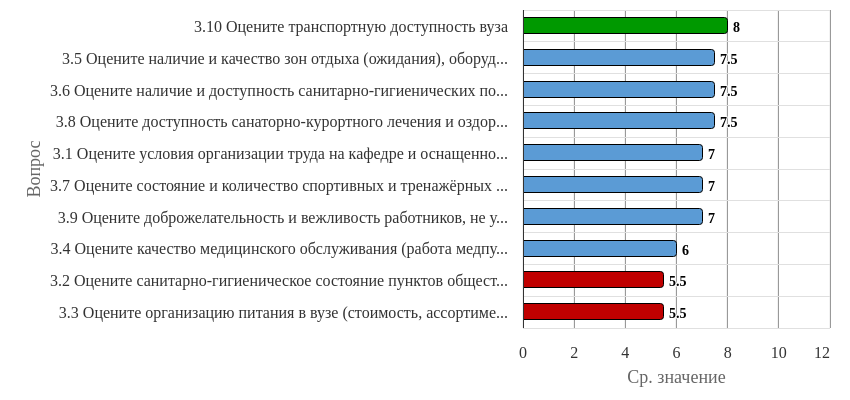 3.10 Оцените транспортную доступность вуза 8
3.5 Оцените наличие и качество зон отдыха (ожидания), оборуд... 7.5
3.6 Оцените наличие и доступность санитарно-гигиенических по... 7.5
3.8 Оцените доступность санаторно-курортного лечения и оздор... 7.5
3.1 Оцените условия организации труда на кафедре и оснащенно... 7
3.7 Оцените состояние и количество спортивных и тренажёрных ... 7
3.9 Оцените доброжелательность и вежливость работников, не у... 7
3.4 Оцените качество медицинского обслуживания (работа медпу... 6
3.2 Оцените санитарно-гигиеническое состояние пунктов общест... 5.5
3.3 Оцените организацию питания в вузе (стоимость, ассортиме... 5.5
Вопрос
0 2 4 6 8 10 12
Ср. значение